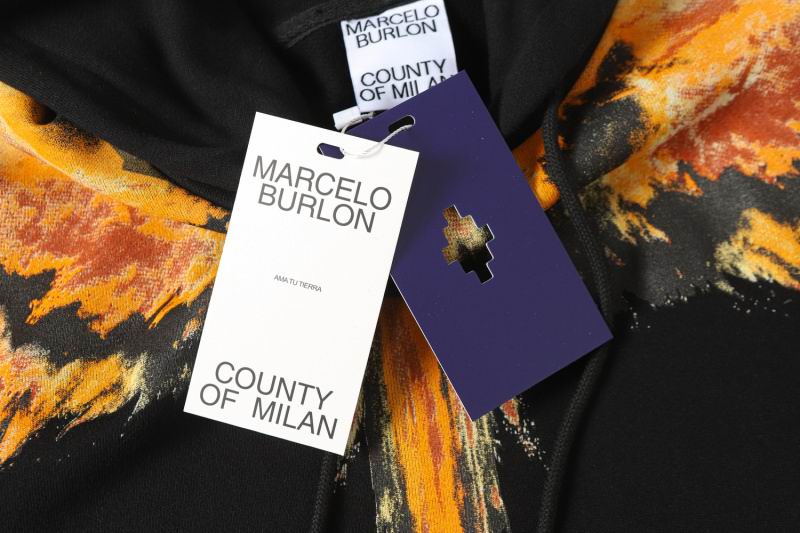 MARCELO
BURLON
COUNTY
OF MILAN
MARCELO
BURLON
AMA TU TIERRA
COUNTY
OF MILAN